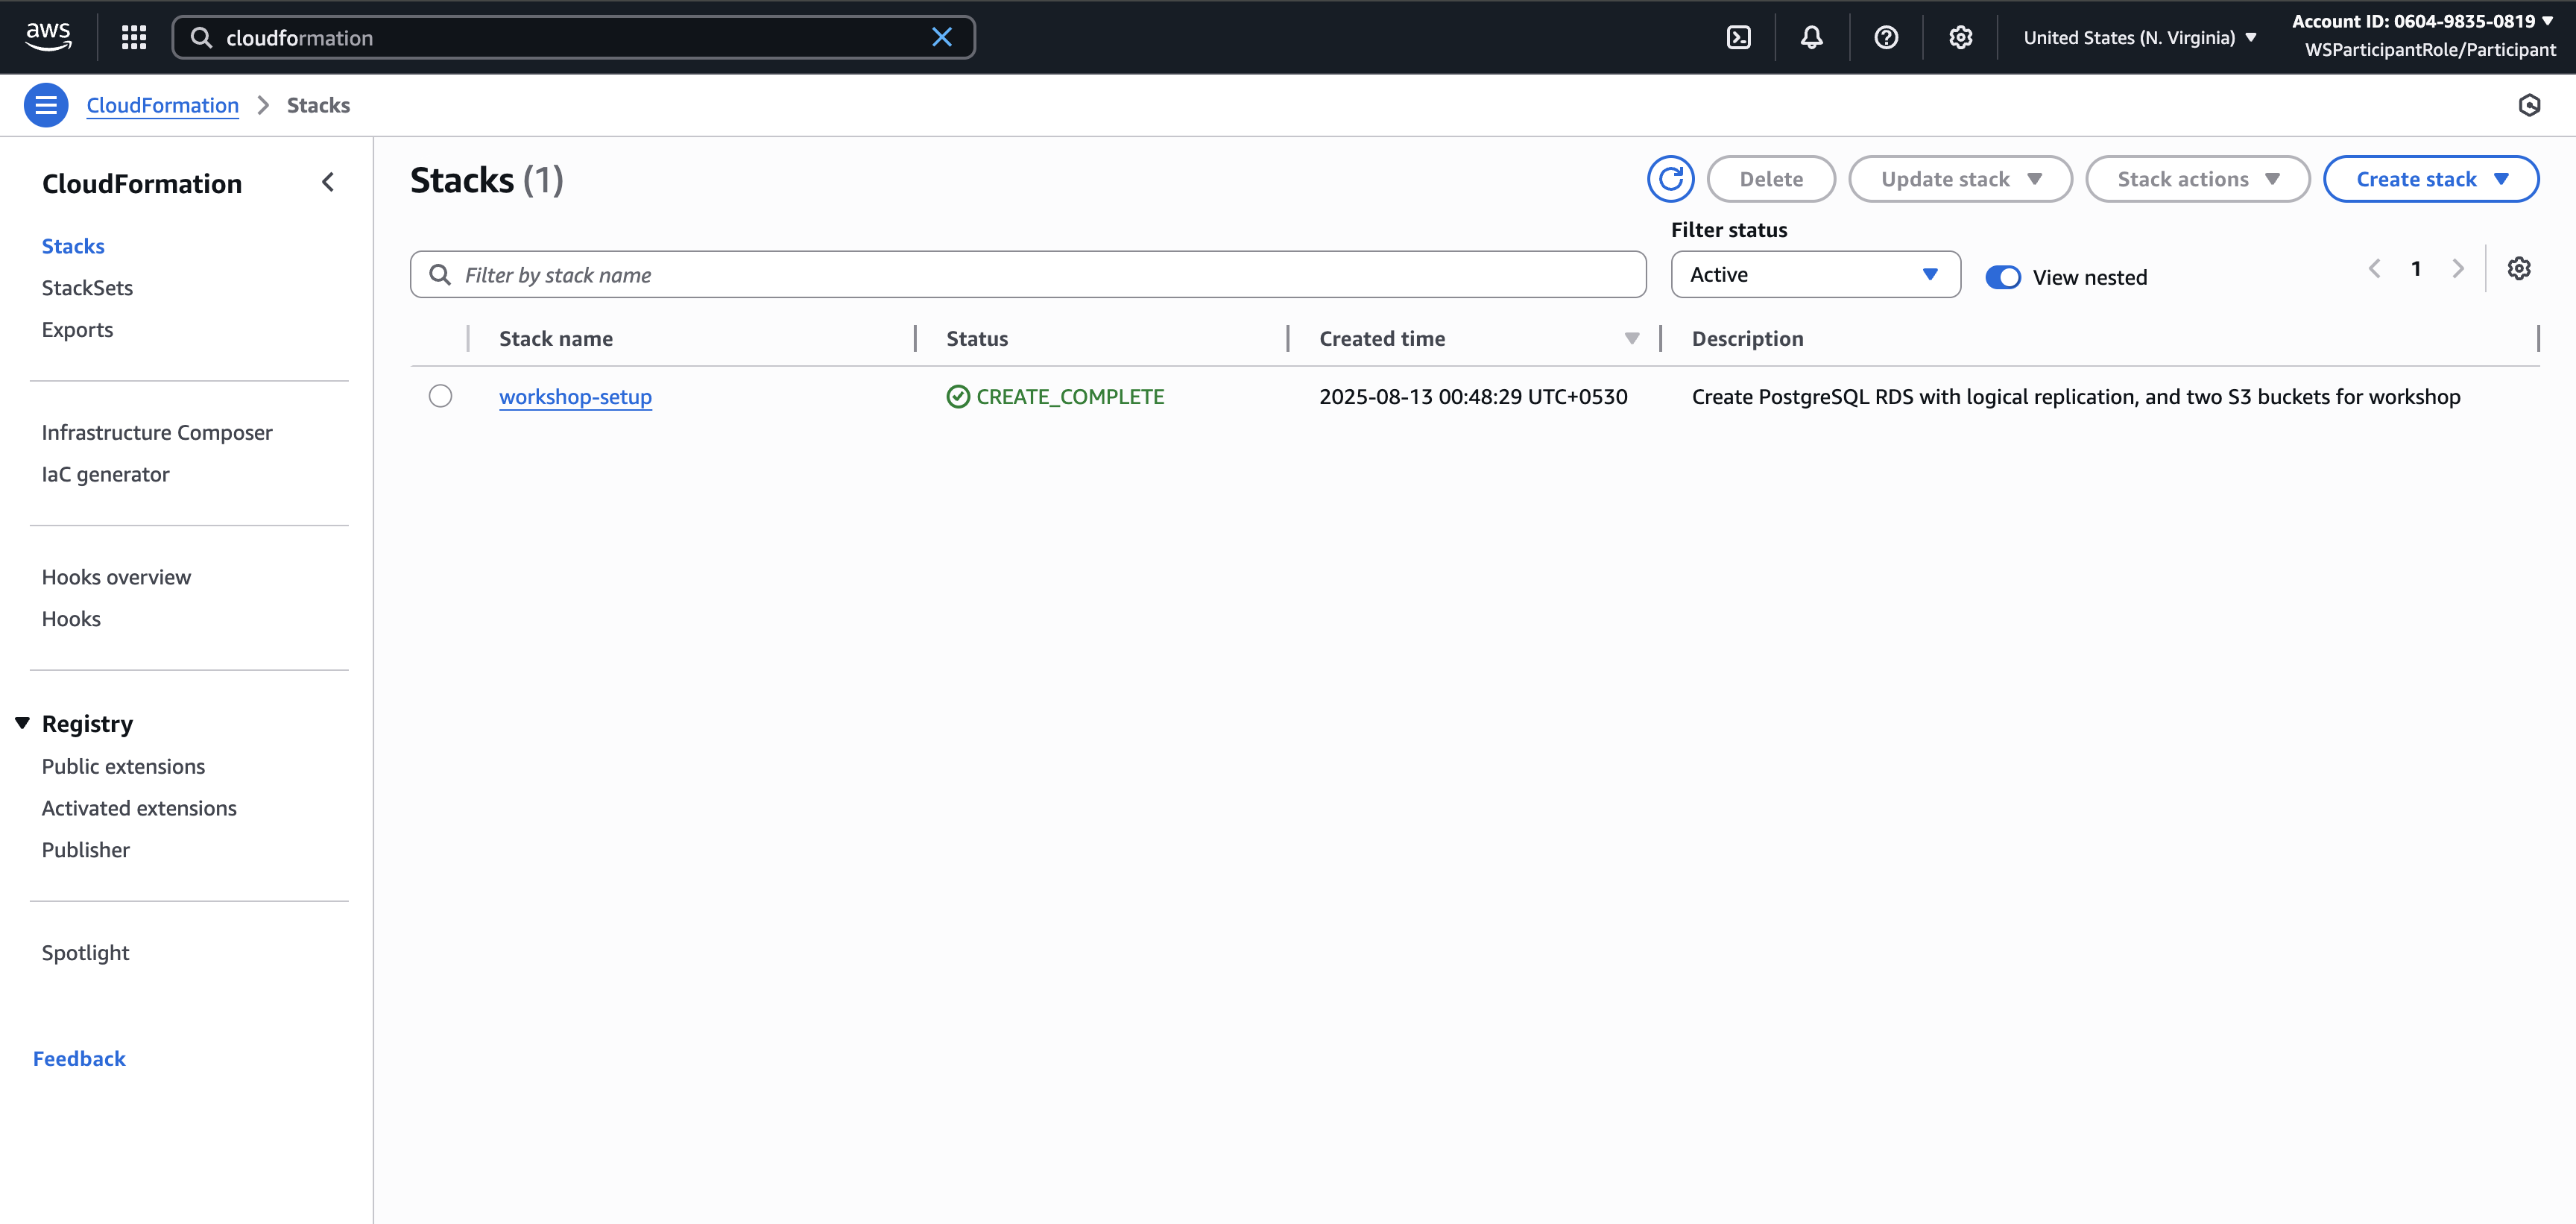 aws
cloudformation
United States (N. Virginia)
Account ID: 0604-9835-0819
WSParticipantRole/Participant
CloudFormation
Stacks
CloudFormation
Stacks
StackSets
Exports
Infrastructure Composer
IaC generator
Hooks overview
Hooks
Registry
Public extensions
Activated extensions
Publisher
Spotlight
Feedback
Stacks (1)
Delete
Update stack
Stack actions
Create stack
Filter status
Filter by stack name
Active
View nested
1
Stack name
Status
Created time
Description
workshop-setup
CREATE_COMPLETE
2025-08-13 00:48:29 UTC+0530
Create PostgreSQL RDS with logical replication, and two S3 buckets for workshop